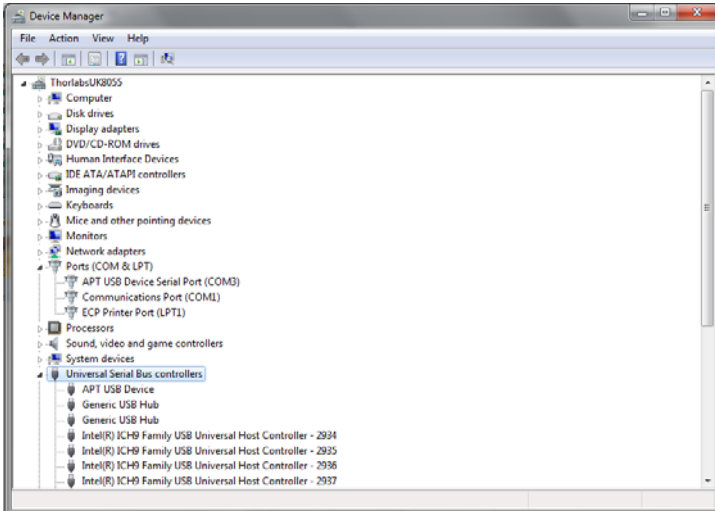 Device Manager
File Action View Help
ThorlabsUK8055
Computer
Disk drives
Display adapters
DVD/CD-ROM drives
Human Interface Devices
IDE ATA/ATAPI controllers
Imaging devices
Keyboards
Mice and other pointing devices
Monitors
Network adapters
Ports (COM & LPT)
APT USB Device Serial Port (COM3)
Communications Port (COM1)
ECP Printer Port (LPT1)
Processors
Sound, video and game controllers
System devices
Universal Serial Bus controllers
APT USB Device
Generic USB Hub
Generic USB Hub
Intel(R) ICH9 Family USB Universal Host Controller - 2934
Intel(R) ICH9 Family USB Universal Host Controller - 2935
Intel(R) ICH9 Family USB Universal Host Controller - 2936
Intel(R) ICH9 Family USB Universal Host Controller - 2937